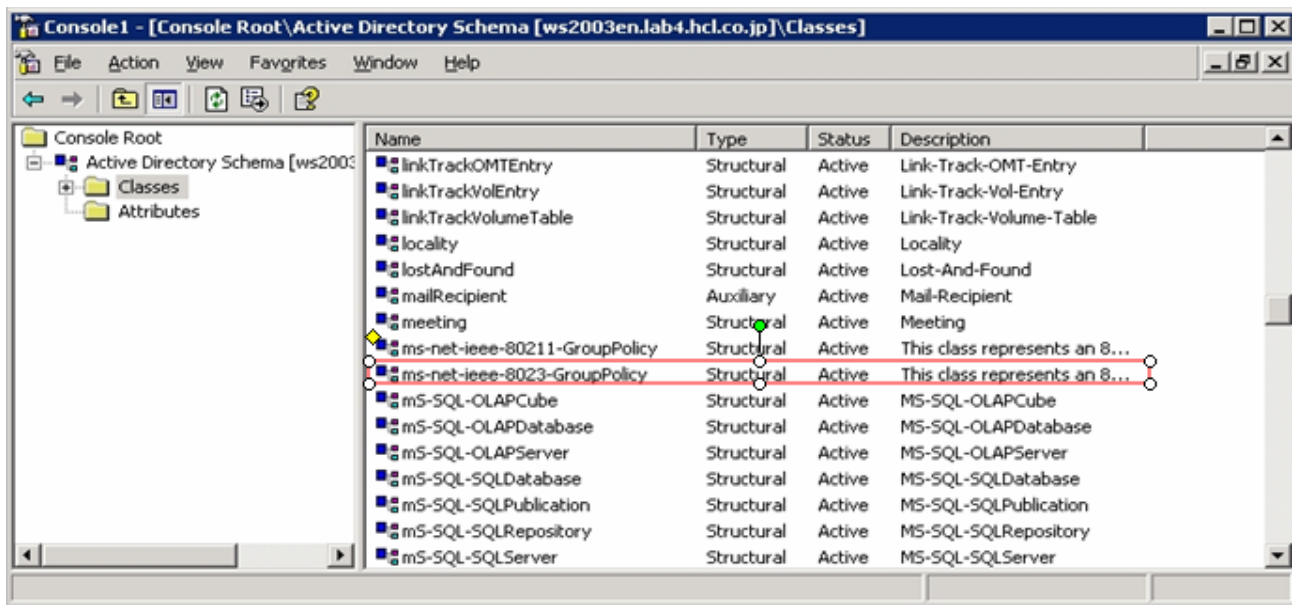 Console1 - [Console Root\Active Directory Schema [ws2003en.lab4.hcl.co.jp]\Classes]
File Action View Favorites Window Help
Console Root
Active Directory Schema [ws2003
Classes
Attributes
Name Type Status Description
linkTrackOMTEntry Structural Active Link-Track-OMT-Entry
linkTrackVolEntry Structural Active Link-Track-Vol-Entry
linkTrackVolumeTable Structural Active Link-Track-Volume-Table
locality Structural Active Locality
lostAndFound Structural Active Lost-And-Found
mailRecipient Auxiliary Active Mail-Recipient
meeting Structural Active Meeting
ms-net-ieee-80211-GroupPolicy Structural Active This class represents an 8...
ms-net-ieee-8023-GroupPolicy Structural Active This class represents an 8...
mS-SQL-OLAPCube Structural Active MS-SQL-OLAPCube
mS-SQL-OLAPDatabase Structural Active MS-SQL-OLAPDatabase
mS-SQL-OLAPServer Structural Active MS-SQL-OLAPServer
mS-SQL-SQLDatabase Structural Active MS-SQL-SQLDatabase
mS-SQL-SQLPublication Structural Active MS-SQL-SQLPublication
mS-SQL-SQLRepository Structural Active MS-SQL-SQLRepository
mS-SQL-SQLServer Structural Active MS-SQL-SQLServer